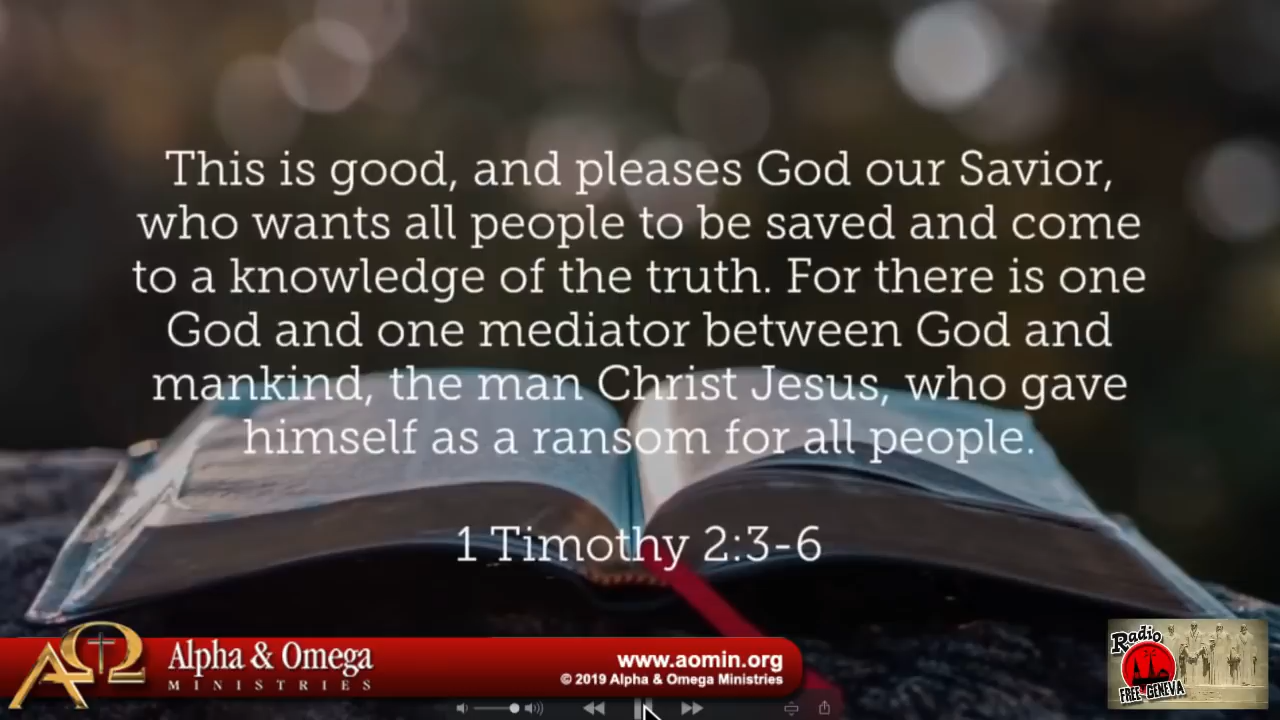 This is good, and pleases God our Savior,
who wants all people to be saved and come
to a knowledge of the truth. For there is one
God and one mediator between God and
mankind, the man Christ Jesus, who gave
himself as a ransom for all people.
1 Timothy 2:3-6
ΑΩ
Alpha & Omega
MINISTRIES
www.aomin.org
© 2019 Alpha & Omega Ministries
Radio
FREE GENEVA